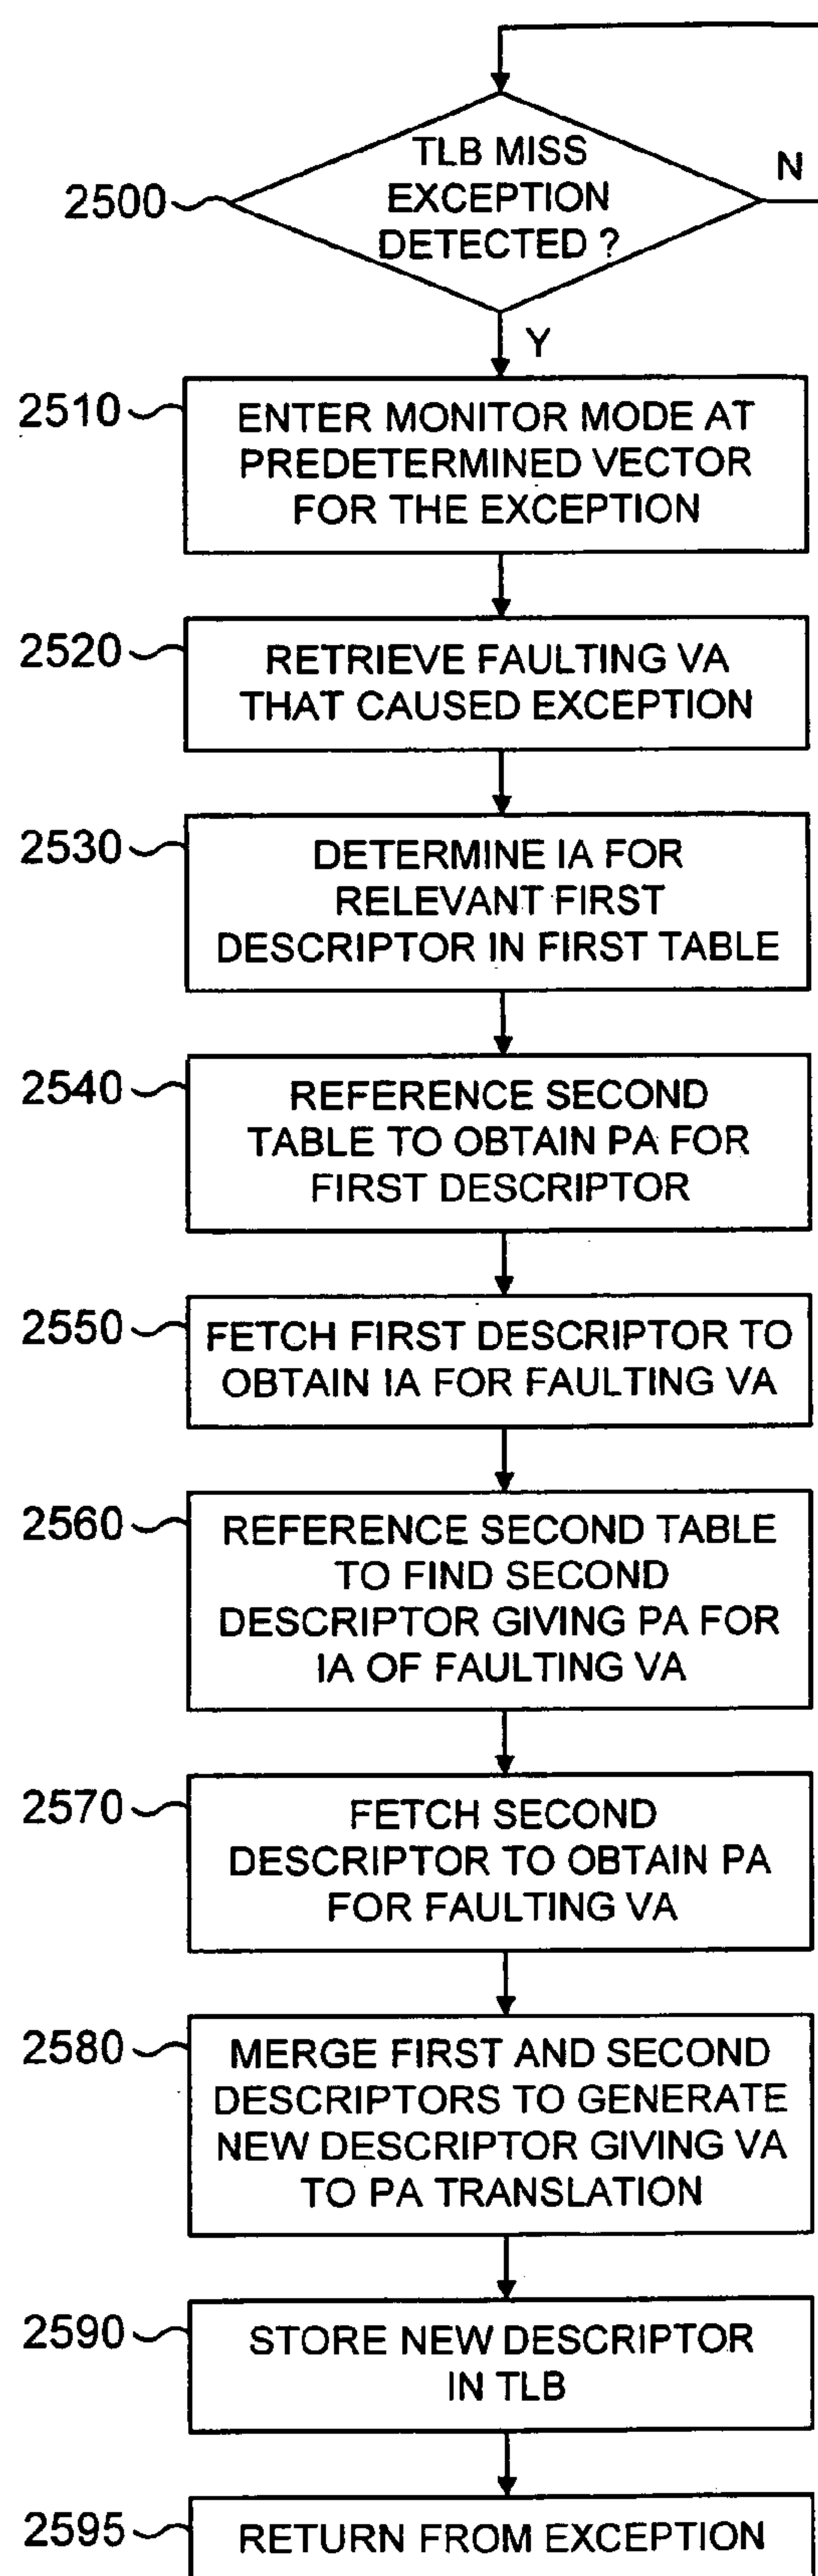 TLB MISS
EXCEPTION
DETECTED ?
N
2500
Y
2510
ENTER MONITOR MODE AT
PREDETERMINED VECTOR
FOR THE EXCEPTION
2520
RETRIEVE FAULTING VA
THAT CAUSED EXCEPTION
2530
DETERMINE IA FOR
RELEVANT FIRST
DESCRIPTOR IN FIRST TABLE
2540
REFERENCE SECOND
TABLE TO OBTAIN PA FOR
FIRST DESCRIPTOR
2550
FETCH FIRST DESCRIPTOR TO
OBTAIN IA FOR FAULTING VA
2560
REFERENCE SECOND TABLE
TO FIND SECOND
DESCRIPTOR GIVING PA FOR
IA OF FAULTING VA
2570
FETCH SECOND
DESCRIPTOR TO OBTAIN PA
FOR FAULTING VA
2580
MERGE FIRST AND SECOND
DESCRIPTORS TO GENERATE
NEW DESCRIPTOR GIVING VA
TO PA TRANSLATION
2590
STORE NEW DESCRIPTOR
IN TLB
2595
RETURN FROM EXCEPTION